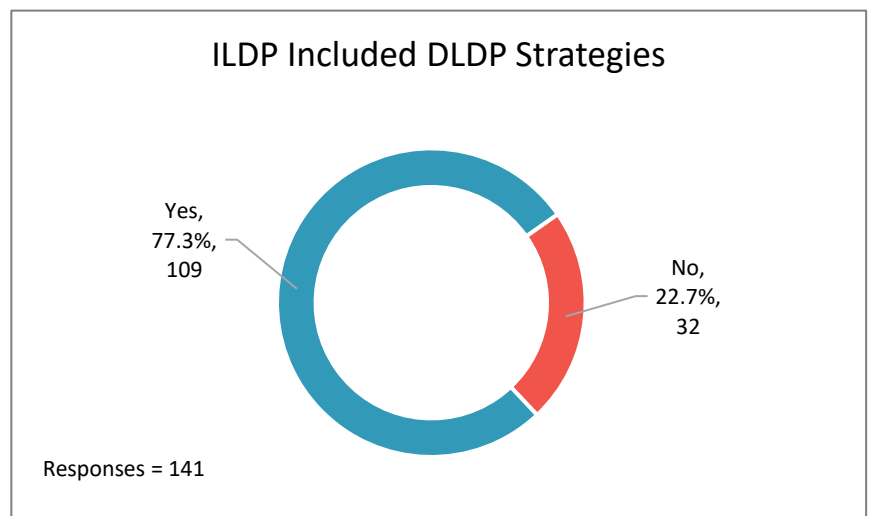 ILDP Included DLDP Strategies
Yes,
77.3%,
109
No,
22.7%,
32
Responses = 141